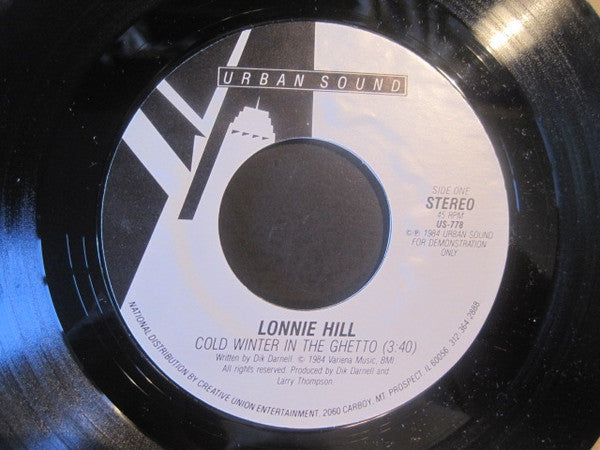 URBAN SOUND
SIDE ONE
STEREO
45 RPM
US-778
© ℗ 1984 URBAN SOUND
FOR DEMONSTRATION
ONLY
LONNIE HILL
COLD WINTER IN THE GHETTO (3:40)
Written by Dik Darnell. © 1984 Variena Music, BMI
All rights reserved. Produced by Dik Darnell and
Larry Thompson.
NATIONAL DISTRIBUTION BY CREATIVE UNION ENTERTAINMENT. 2060 CARBOY, MT. PROSPECT, IL 60056 312 364 2888